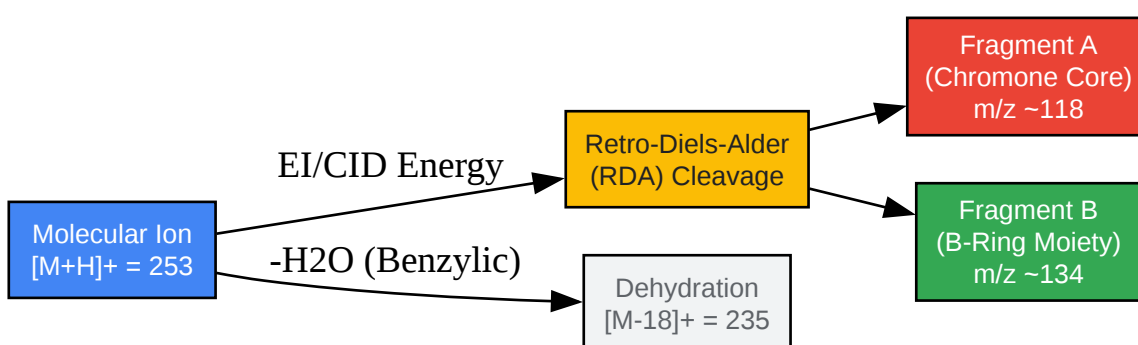 Molecular Ion
[M+H]+ = 253
EI/CID Energy
-H2O (Benzylic)
Retro-Diels-Alder
(RDA) Cleavage
Dehydration
[M-18]+ = 235
Fragment A
(Chromone Core)
m/z ~118
Fragment B
(B-Ring Moiety)
m/z ~134